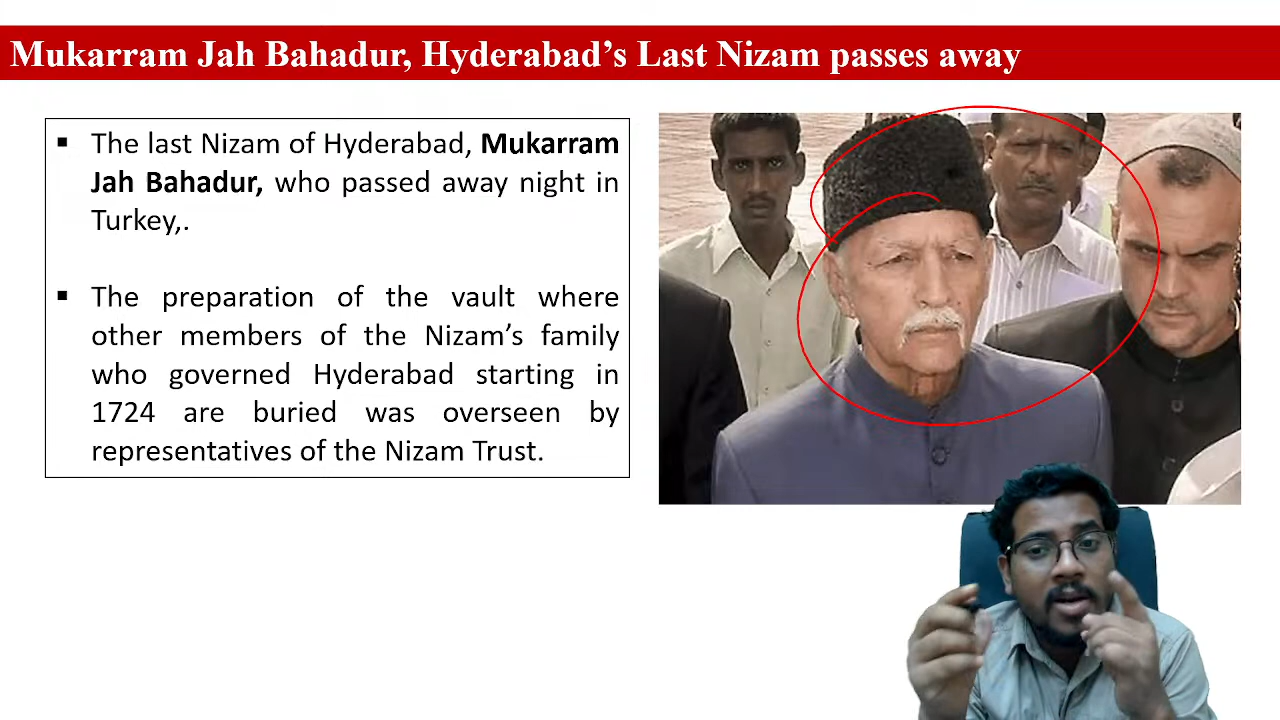 Mukarram Jah Bahadur, Hyderabad’s Last Nizam passes away
▪ The last Nizam of Hyderabad, Mukarram
Jah Bahadur, who passed away night in
Turkey,.
▪ The preparation of the vault where
other members of the Nizam’s family
who governed Hyderabad starting in
1724 are buried was overseen by
representatives of the Nizam Trust.